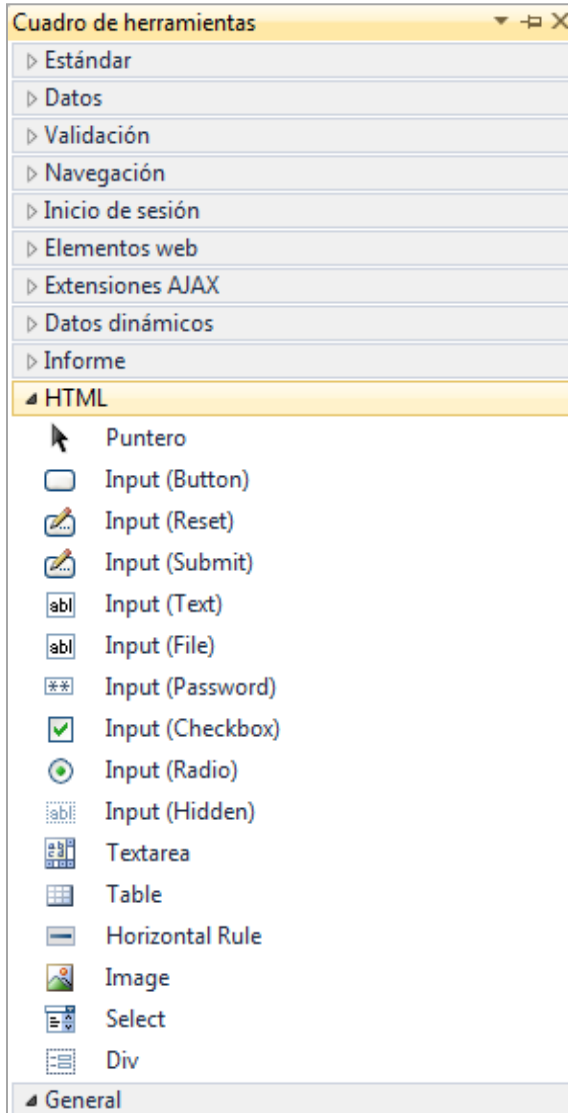 Cuadro de herramientas
Estándar
Datos
Validación
Navegación
Inicio de sesión
Elementos web
Extensiones AJAX
Datos dinámicos
Informe
HTML
Puntero
Input (Button)
Input (Reset)
Input (Submit)
abl Input (Text)
abl Input (File)
** Input (Password)
Input (Checkbox)
Input (Radio)
abl Input (Hidden)
Textarea
Table
Horizontal Rule
Image
Select
Div
General